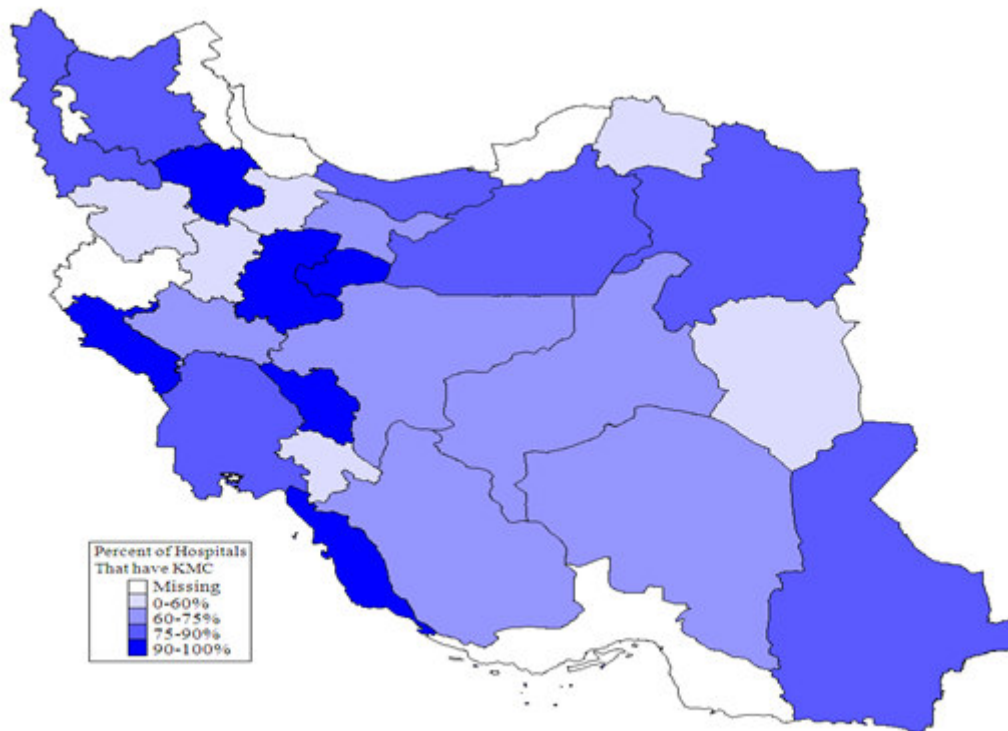 Percent of Hospitals
That have KMC
Missing
0-60%
60-75%
75-90%
90-100%